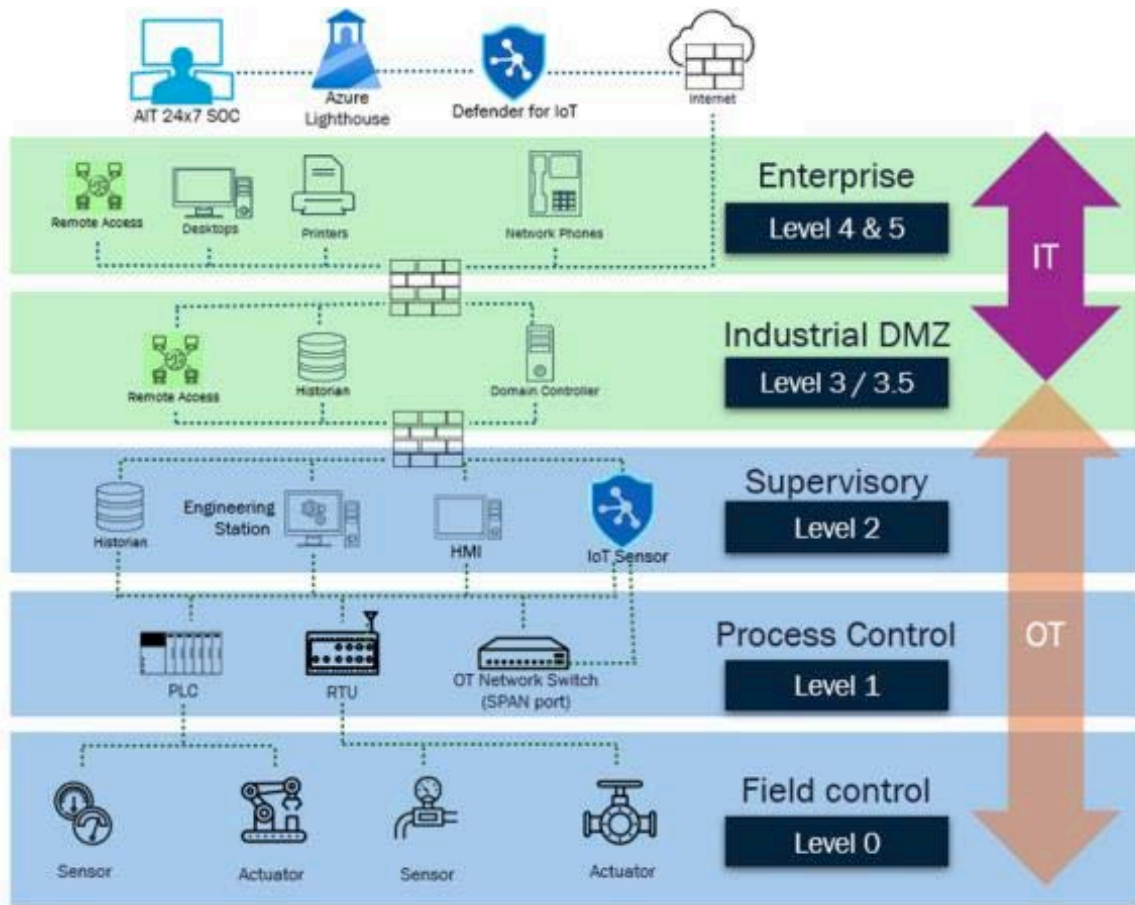 AIT 24x7 SOC
Azure
Lighthouse
Defender for IoT
Internet
Enterprise
Level 4 & 5
Remote Access
Desktops
Printers
Network Phones
IT
Industrial DMZ
Level 3 / 3.5
Remote Access
Historian
Domain Controller
Supervisory
Level 2
Historian
Engineering
Station
HMI
IoT Sensor
Process Control
Level 1
PLC
RTU
OT Network Switch
(SPAN port)
OT
Field control
Level 0
Sensor
Actuator
Sensor
Actuator